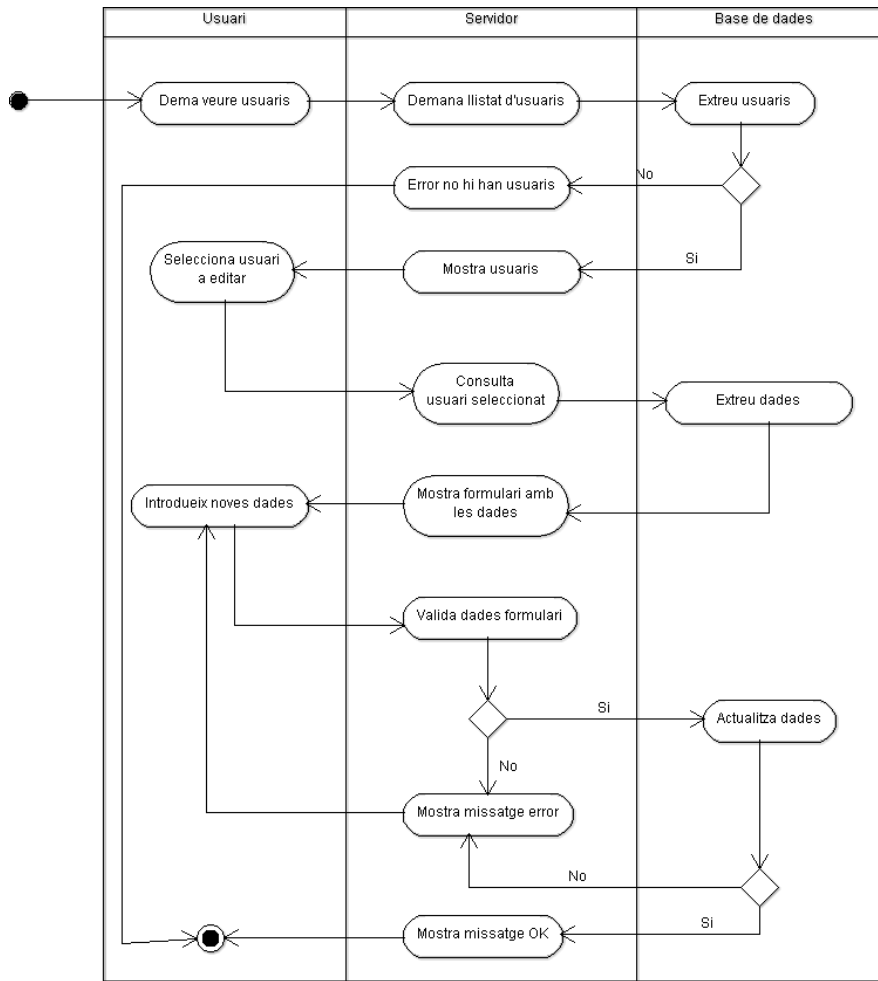 Usuari
Servidor
Base de dades
Dema veure usuaris
Demana llistat d'usuaris
Extreu usuaris
No
Error no hi han usuaris
Si
Selecciona usuari
a editar
Mostra usuaris
Consulta
usuari seleccionat
Extreu dades
Introdueix noves dades
Mostra formulari amb
les dades
Valida dades formulari
Si
Actualitza dades
No
Mostra missatge error
No
Si
Mostra missatge OK